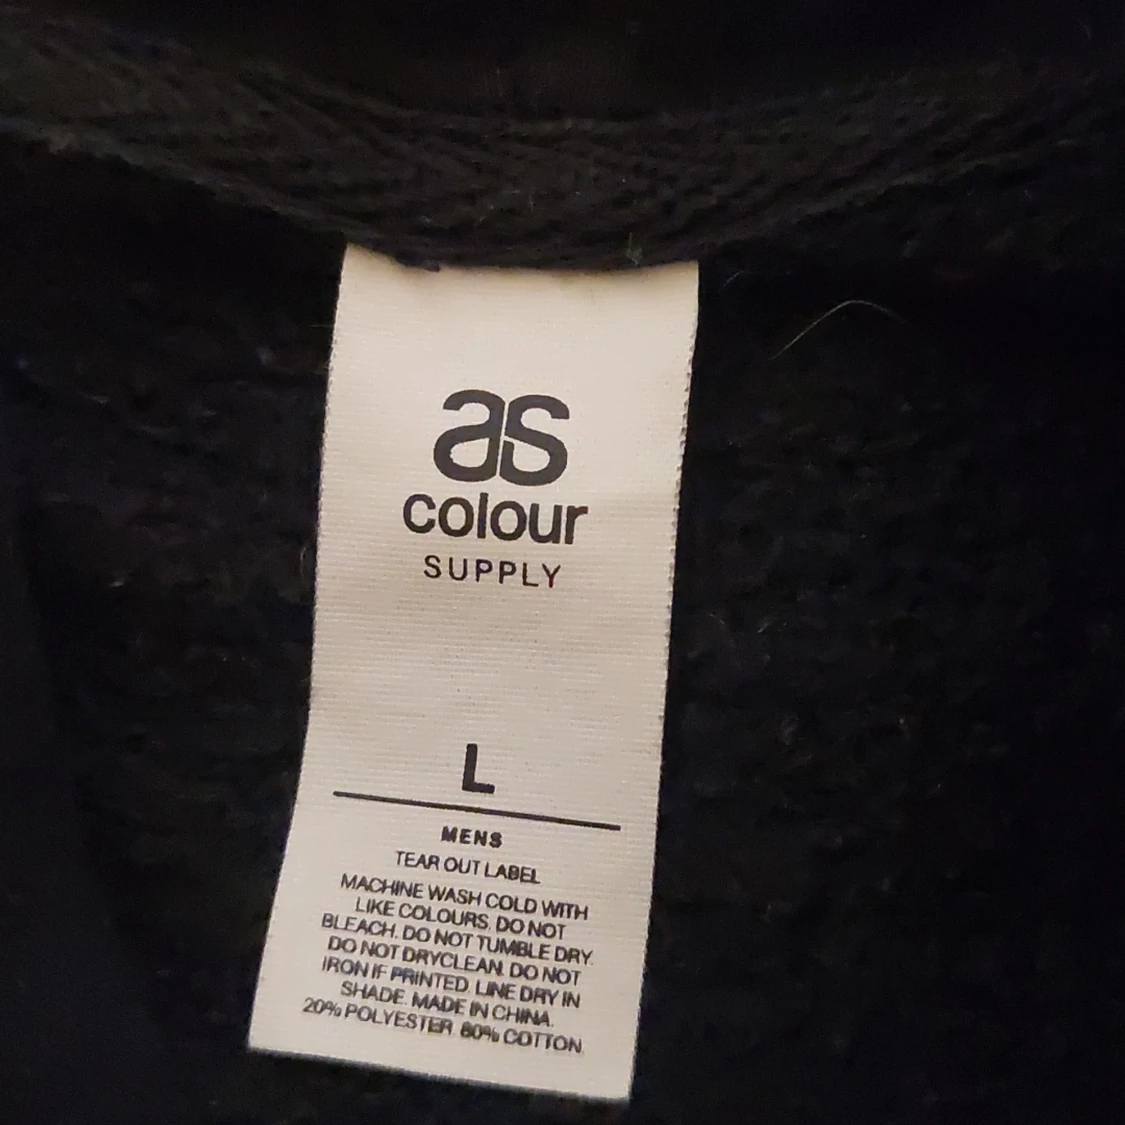 as
colour
SUPPLY
L
MENS
TEAR OUT LABEL
MACHINE WASH COLD WITH
LIKE COLOURS. DO NOT
BLEACH. DO NOT TUMBLE DRY.
DO NOT DRYCLEAN. DO NOT
IRON IF PRINTED. LINE DRY IN
SHADE. MADE IN CHINA.
20% POLYESTER 80% COTTON